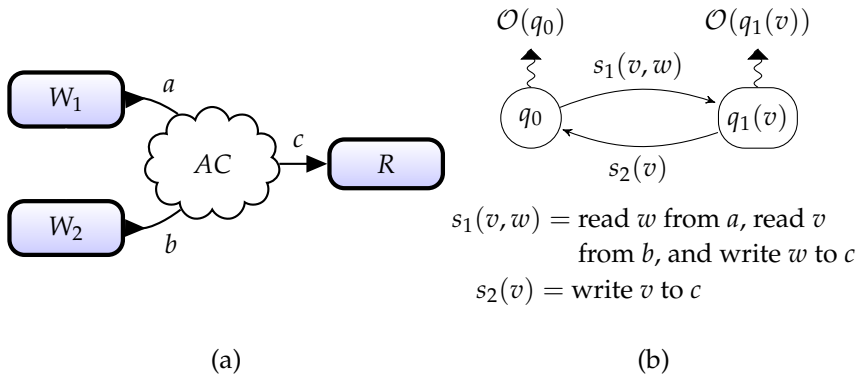 W₁
a
W₂
b
AC
c
R
(a)
𝒪(q₀)
𝒪(q₁(v))
s₁(v, w)
q₀
q₁(v)
s₂(v)
s₁(v, w) = read w from a, read v
from b, and write w to c
s₂(v) = write v to c
(b)